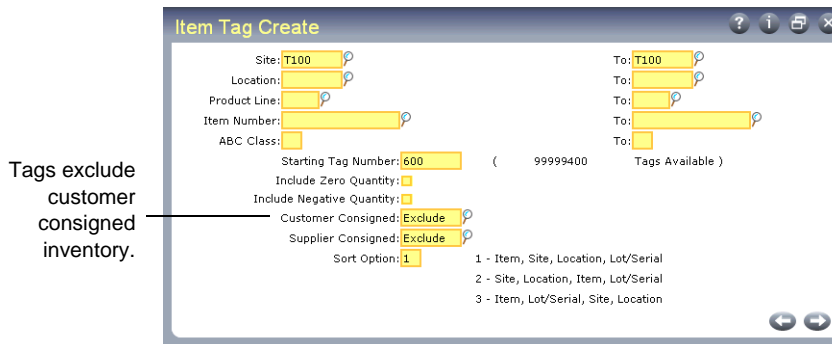 Item Tag Create
Site: T100 To: T100
Location: To:
Product Line: To:
Item Number: To:
ABC Class: To:
Starting Tag Number: 600 ( 99999400 Tags Available )
Include Zero Quantity:
Include Negative Quantity:
Customer Consigned: Exclude
Supplier Consigned: Exclude
Sort Option: 1 1 - Item, Site, Location, Lot/Serial
2 - Site, Location, Item, Lot/Serial
3 - Item, Lot/Serial, Site, Location
Tags exclude
customer
consigned
inventory.